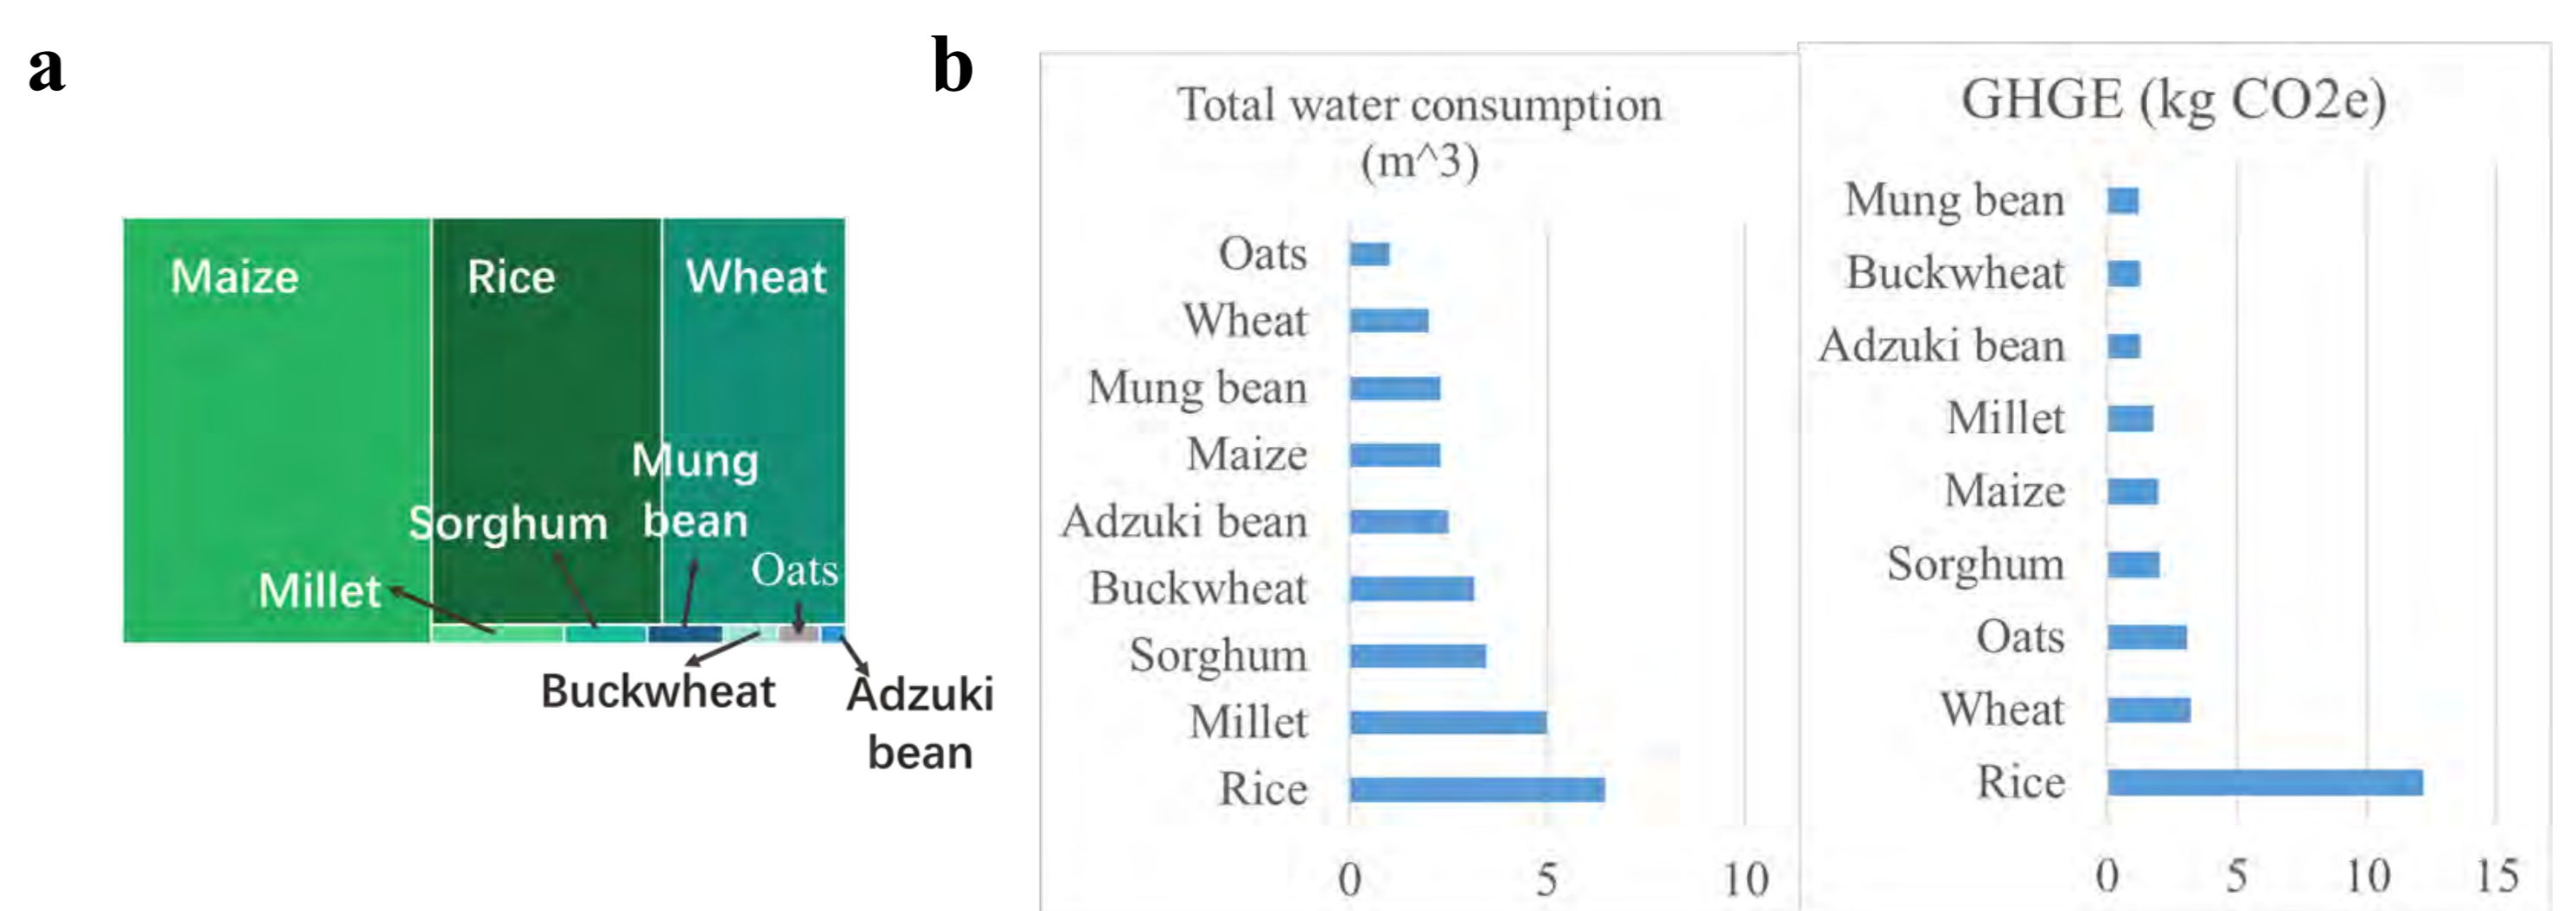 a
Maize
Rice
Wheat
Mung
bean
Sorghum
Oats
Millet
Buckwheat
Adzuki
bean
b
Total water consumption
(m^3)
Oats
Wheat
Mung bean
Maize
Adzuki bean
Buckwheat
Sorghum
Millet
Rice
0 5 10
GHGE (kg CO2e)
Mung bean
Buckwheat
Adzuki bean
Millet
Maize
Sorghum
Oats
Wheat
Rice
0 5 10 15